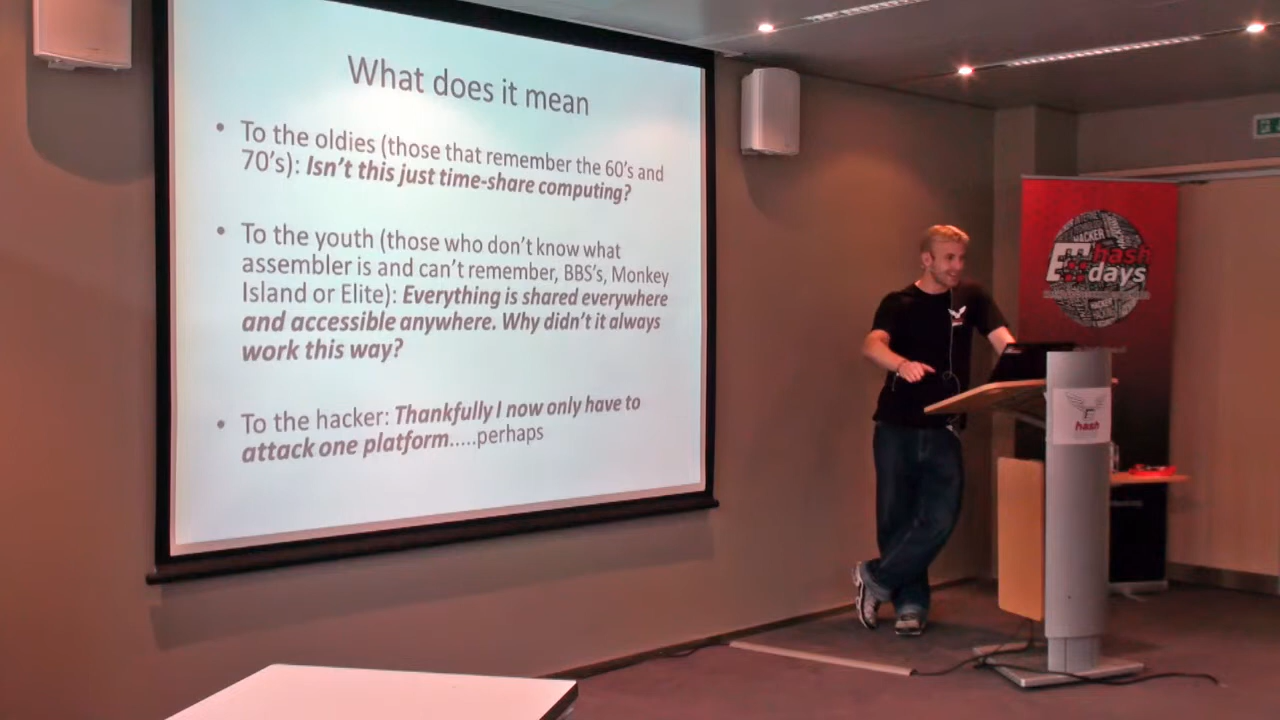 What does it mean
• To the oldies (those that remember the 60's and
70's): Isn't this just time-share computing?
• To the youth (those who don't know what
assembler is and can't remember, BBS's, Monkey
Island or Elite): Everything is shared everywhere
and accessible anywhere. Why didn't it always
work this way?
• To the hacker: Thankfully I now only have to
attack one platform.....perhaps
HACKER
hash
days
hash